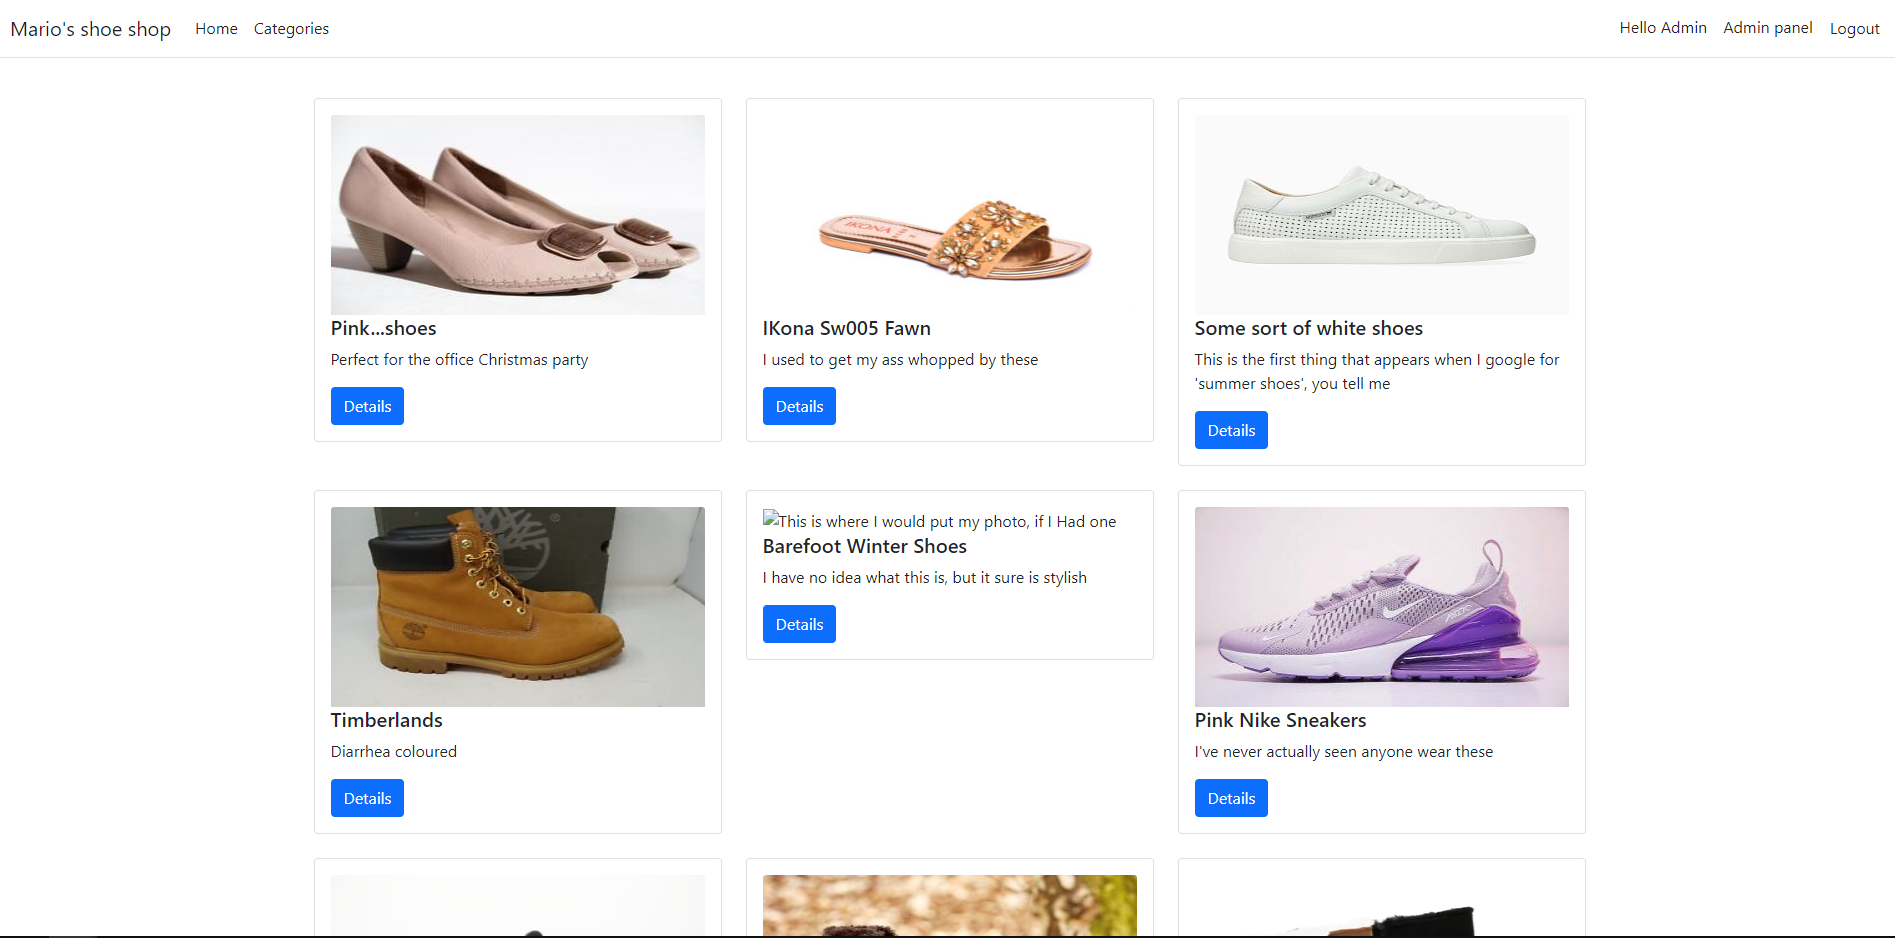 Mario's shoe shop Home Categories Hello Admin Admin panel Logout
IKONA
Pink...shoes
Perfect for the office Christmas party
Details
IKona Sw005 Fawn
I used to get my ass whopped by these
Details
Some sort of white shoes
This is the first thing that appears when I google for
'summer shoes', you tell me
Details
Timberlands
Diarrhea coloured
Details
This is where I would put my photo, if I Had one
Barefoot Winter Shoes
I have no idea what this is, but it sure is stylish
Details
Pink Nike Sneakers
I've never actually seen anyone wear these
Details